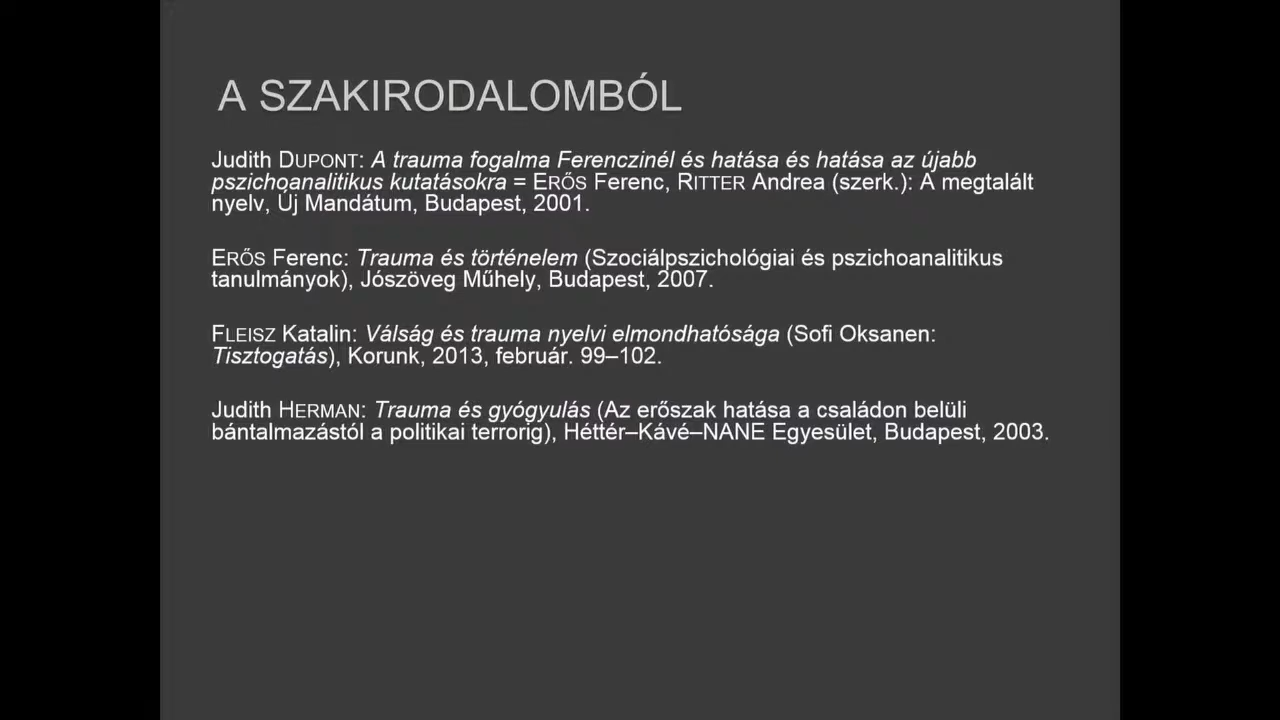 A SZAKIRODALOMBÓL
Judith DUPONT: A trauma fogalma Ferenczinél és hatása és hatása az újabb
pszichoanalitikus kutatásokra = ERŐS Ferenc, RITTER Andrea (szerk.): A megtalált
nyelv, Új Mandátum, Budapest, 2001.
ERŐS Ferenc: Trauma és történelem (Szociálpszichológiai és pszichoanalitikus
tanulmányok), Jószöveg Műhely, Budapest, 2007.
FLEISZ Katalin: Válság és trauma nyelvi elmondhatósága (Sofi Oksanen:
Tisztogatás), Korunk, 2013, február. 99–102.
Judith HERMAN: Trauma és gyógyulás (Az erőszak hatása a családon belüli
bántalmazástól a politikai terrorig), Héttér–Kávé–NANE Egyesület, Budapest, 2003.